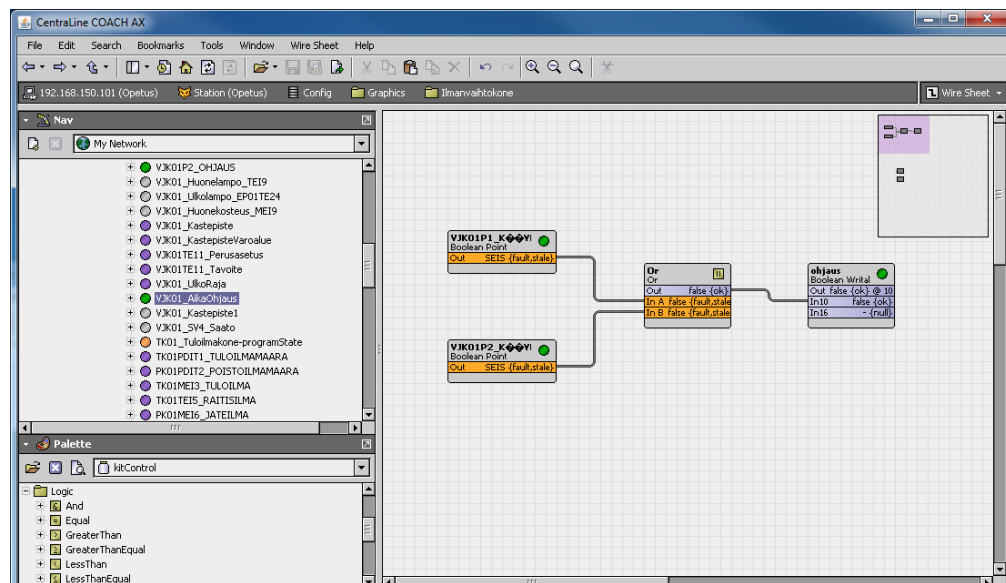 CentraLine COACH AX
File Edit Search Bookmarks Tools Window Wire Sheet Help
192.168.150.101 (Opetus) Station (Opetus) Config Graphics Ilmanvaihtokone Wire Sheet
Nav
My Network
VJK01P2_OHJAUS
VJK01_Huonelampo_TEI9
VJK01_Ulkolampo_EP01TE24
VJK01_Huonekosteus_MEI9
VJK01_Kastepiste
VJK01_KastepisteVaroalue
VJK01TE11_Perusasetus
VJK01TE11_Tavoite
VJK01_UlkoRaja
VJK01_AikaOhjaus
VJK01_Kastepiste1
VJK01_SV4_Saato
TK01_Tuloilmakone-programState
TK01PDIT1_TULOILMAMAARA
PK01PDIT2_POISTOILMAMAARA
TK01MEI3_TULOILMA
TK01TEI5_RAITISILMA
PK01MEI6_JATEILMA
Palette
kitControl
Logic
And
Equal
GreaterThan
GreaterThanEqual
LessThan
LessThanEqual
VJK01P1_K��Y
Boolean Point
Out SEIS {fault,stale}
VJK01P2_K��Y
Boolean Point
Out SEIS {fault,stale}
Or
Or
Out false {ok}
In A false {fault,stale
In B false {fault,stale
ohjaus
Boolean Writal
Out false {ok} @ 10
In10 false {ok}
In16 - {null}